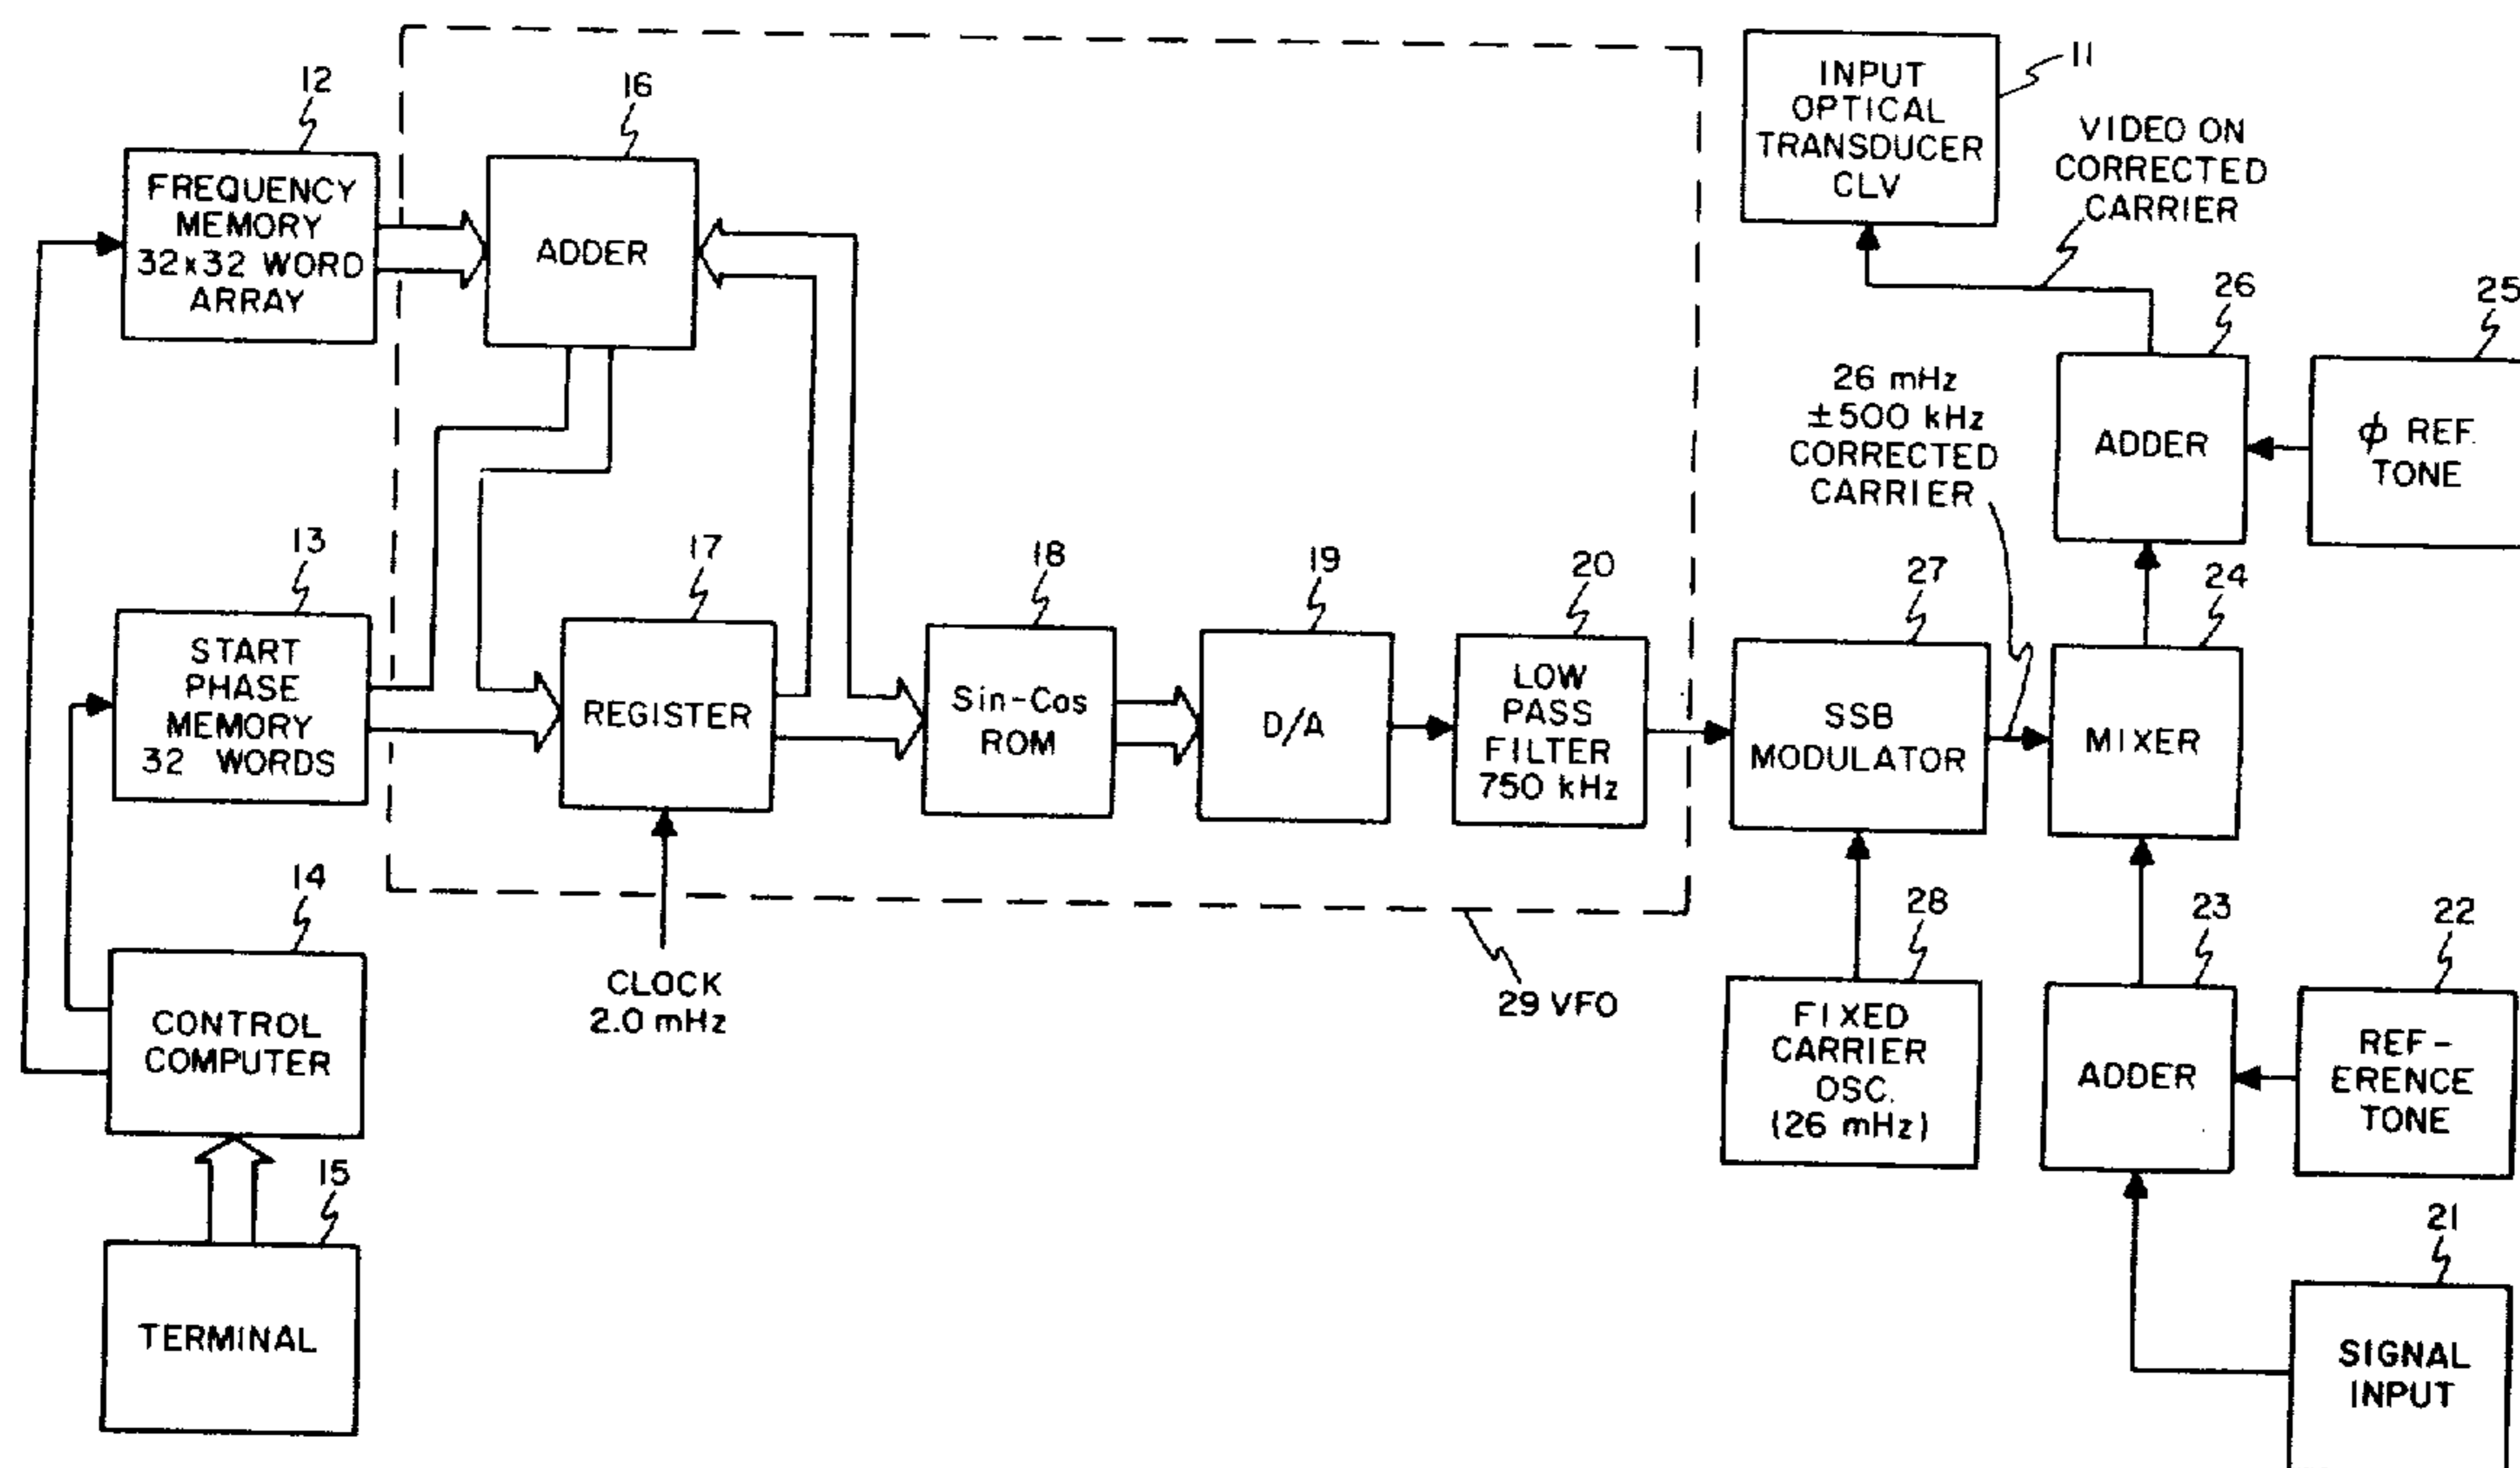 12
FREQUENCY
MEMORY
32x32 WORD
ARRAY
16
ADDER
INPUT
OPTICAL
TRANSDUCER
CLV
11
VIDEO ON
CORRECTED
CARRIER
26
ADDER
25
ϕ REF.
TONE
26 mHz
±500 kHz
CORRECTED
CARRIER
13
START
PHASE
MEMORY
32 WORDS
17
REGISTER
18
Sin-Cos
ROM
19
D/A
20
LOW
PASS
FILTER
750 kHz
27
SSB
MODULATOR
24
MIXER
14
CONTROL
COMPUTER
CLOCK
2.0 mHz
29 VFO
28
FIXED
CARRIER
OSC.
(26 mHz)
23
ADDER
22
REF-
ERENCE
TONE
15
TERMINAL
21
SIGNAL
INPUT